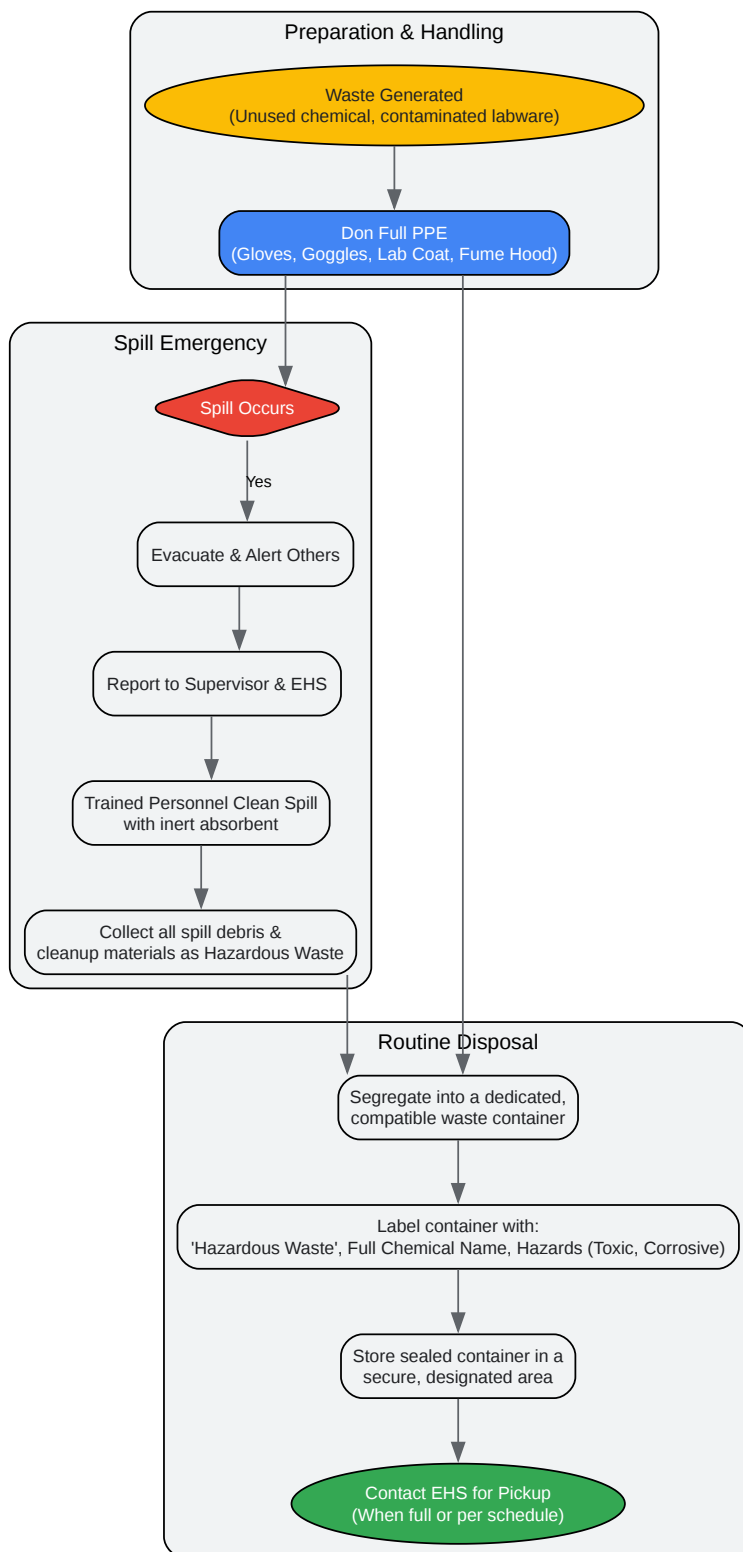 Preparation & Handling
Waste Generated
(Unused chemical, contaminated labware)
Don Full PPE
(Gloves, Goggles, Lab Coat, Fume Hood)
Spill Emergency
Spill Occurs
Yes
Evacuate & Alert Others
Report to Supervisor & EHS
Trained Personnel Clean Spill
with inert absorbent
Collect all spill debris &
cleanup materials as Hazardous Waste
Routine Disposal
Segregate into a dedicated,
compatible waste container
Label container with:
'Hazardous Waste', Full Chemical Name, Hazards (Toxic, Corrosive)
Store sealed container in a
secure, designated area
Contact EHS for Pickup
(When full or per schedule)